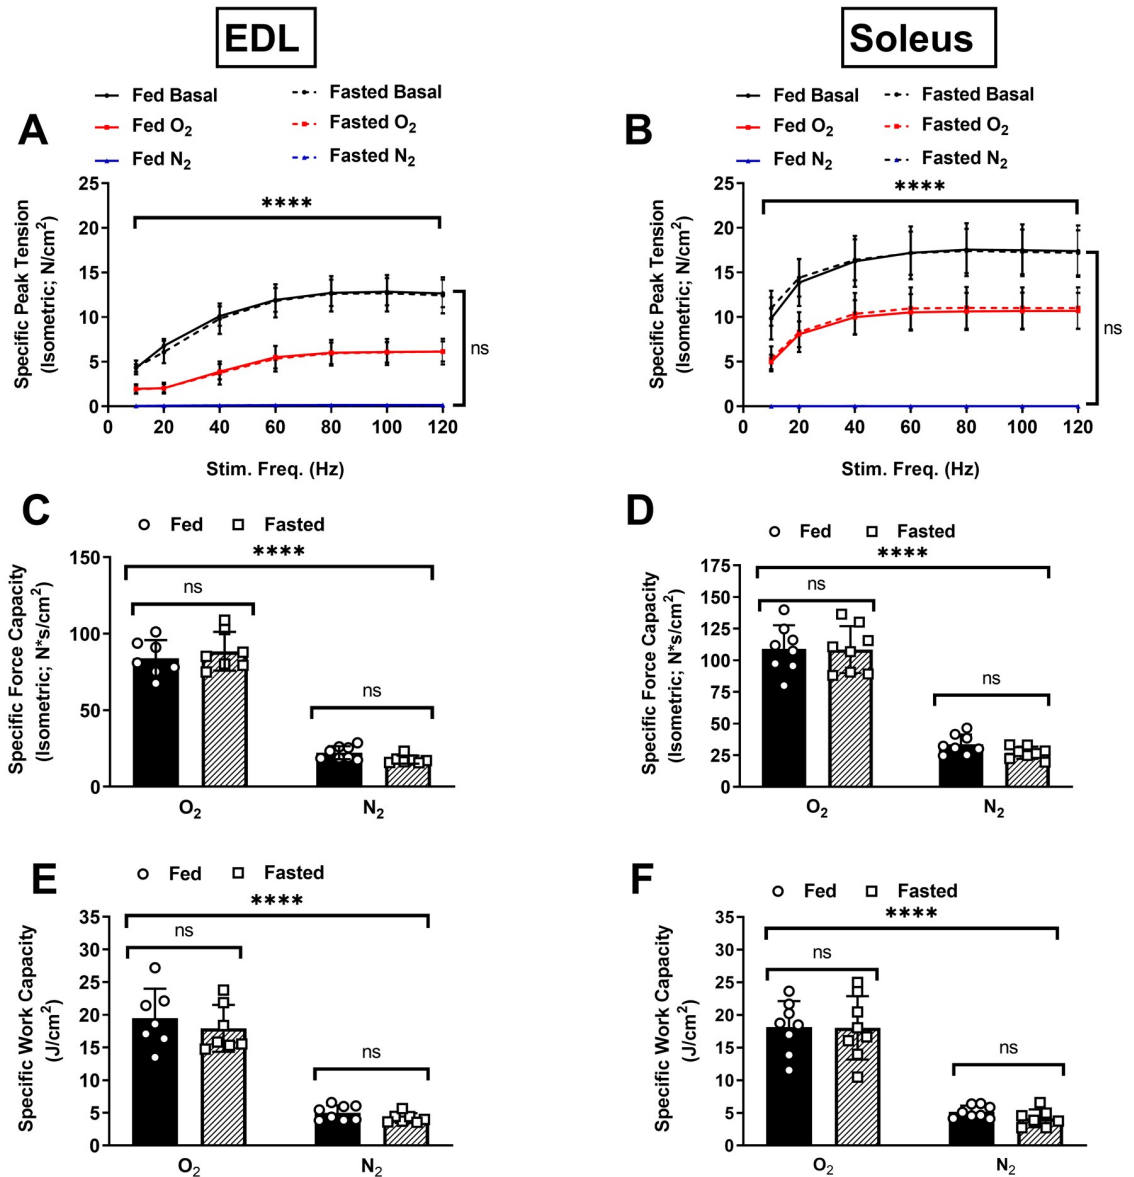 EDL
Soleus
A
Fed Basal
Fasted Basal
Fed O2
Fasted O2
Fed N2
Fasted N2
Specific Peak Tension
(Isometric; N/cm2)
25
20
15
10
5
0
****
ns
0 20 40 60 80 100 120
Stim. Freq. (Hz)
B
Fed Basal
Fasted Basal
Fed O2
Fasted O2
Fed N2
Fasted N2
Specific Peak Tension
(Isometric; N/cm2)
25
20
15
10
5
0
****
ns
0 20 40 60 80 100 120
Stim. Freq. (Hz)
C
Fed
Fasted
Specific Force Capacity
(Isometric; N*s/cm2)
150
100
50
0
****
ns
ns
O2
N2
D
Fed
Fasted
Specific Force Capacity
(Isometric; N*s/cm2)
175
150
125
100
75
50
25
0
****
ns
ns
O2
N2
E
Fed
Fasted
Specific Work Capacity
(J/cm2)
35
30
25
20
15
10
5
0
****
ns
ns
O2
N2
F
Fed
Fasted
Specific Work Capacity
(J/cm2)
35
30
25
20
15
10
5
0
****
ns
ns
O2
N2